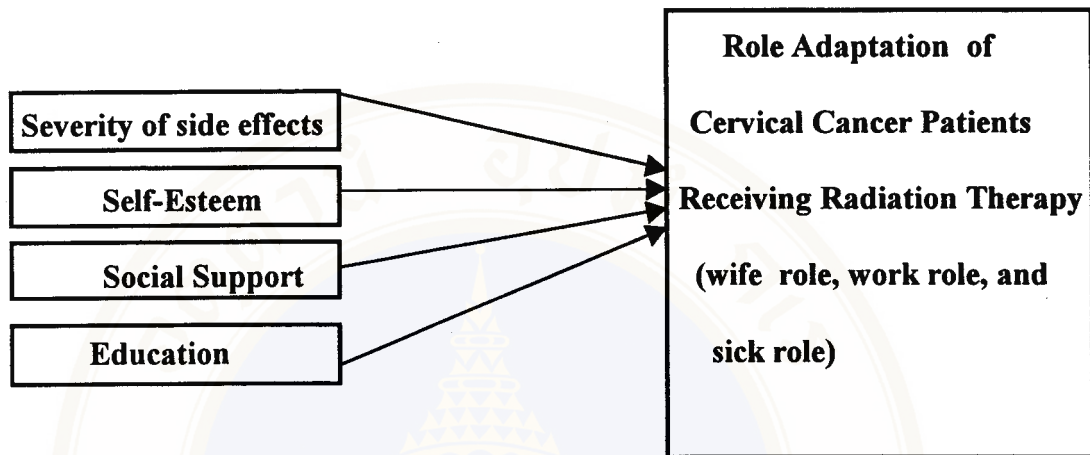 Severity of side effects
Self-Esteem
Social Support
Education
Role Adaptation of
Cervical Cancer Patients
Receiving Radiation Therapy
(wife role, work role, and
sick role)